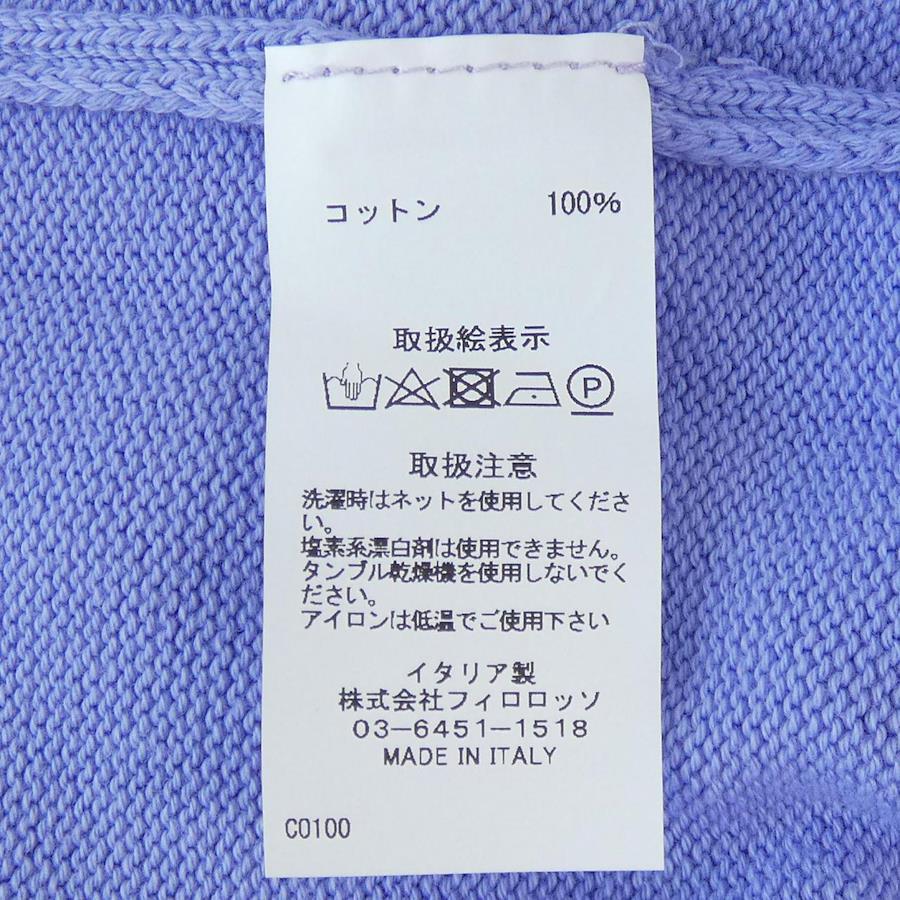 コットン 100%
取扱絵表示
P
取扱注意
洗濯時はネットを使用してくださ
い。
塩素系漂白剤は使用できません。
タンブル乾燥機を使用しないでく
ださい。
アイロンは低温でご使用下さい
イタリア製
株式会社フィロロッソ
03-6451-1518
MADE IN ITALY
C0100